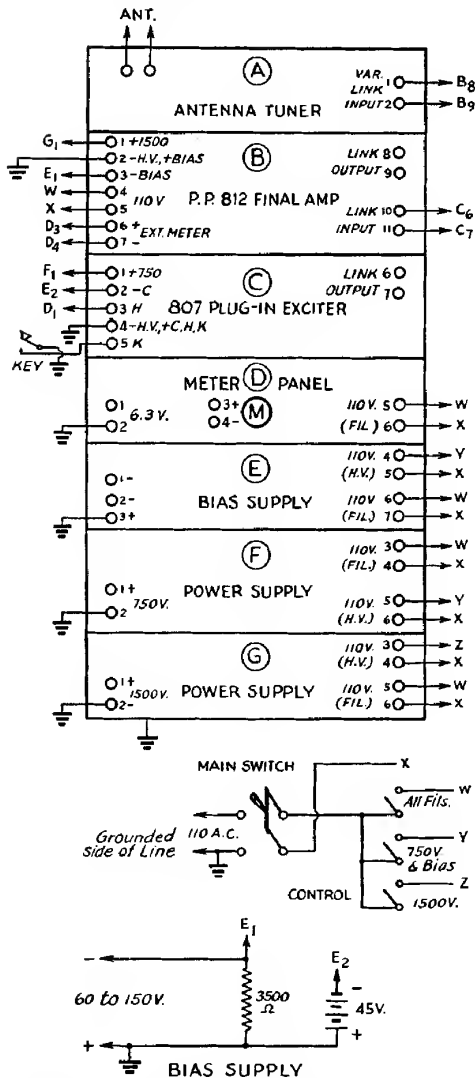 ANT.
A
ANTENNA TUNER
VAR. LINK INPUT
1 B8
2 B9
B
P.P. 812 FINAL AMP
G1 1 +1500
2 -H.V.,+BIAS
E1 3 -BIAS
W 4
X 5
110V
D3 6 +
D4 7 -
EXT. METER
LINK 8
OUTPUT 9
LINK 10 C6
INPUT 11 C7
C
807 PLUG-IN EXCITER
F1 1 +750
E2 2 -C
D1 3 H
4 -H.V.,+C,H,K
5 K
KEY
LINK 6
OUTPUT 7
METER D PANEL
M
1
2
6.3 V.
3+
4-
110V. 5 W
(FIL) 6 X
E
BIAS SUPPLY
1-
2-
3+
110V. 4 Y
(H.V.) 5 X
110V 6 W
(FIL.) 7 X
F
POWER SUPPLY
1+
2
750V.
110V. 3 W
(FIL.) 4 X
110V. 5 Y
(H.V.) 6 X
G
POWER SUPPLY
1+
2-
1500V.
110V. 3 Z
(H.V.) 4 X
110V. 5 W
(FIL.) 6 X
MAIN SWITCH
X
W
All Fils.
Y
750V. & Bias
Z
1500V.
CONTROL
110 A.C.
Grounded
Side of Line
E1
-
60 to 150V.
3500
Ω
+
E2
-
45V.
+
BIAS SUPPLY